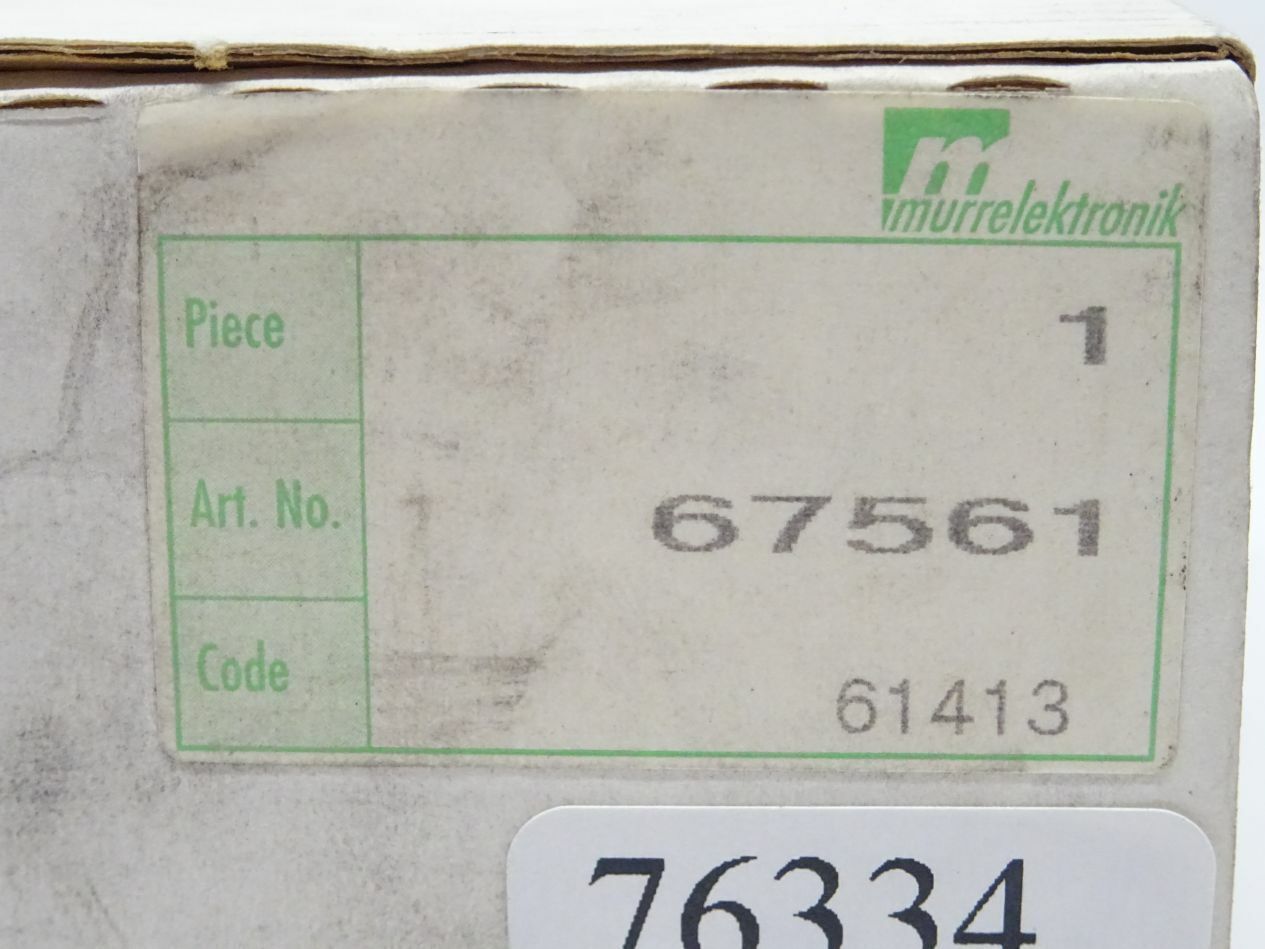 murrelektronik
Piece 1
Art. No. 67561
Code 61413
76334